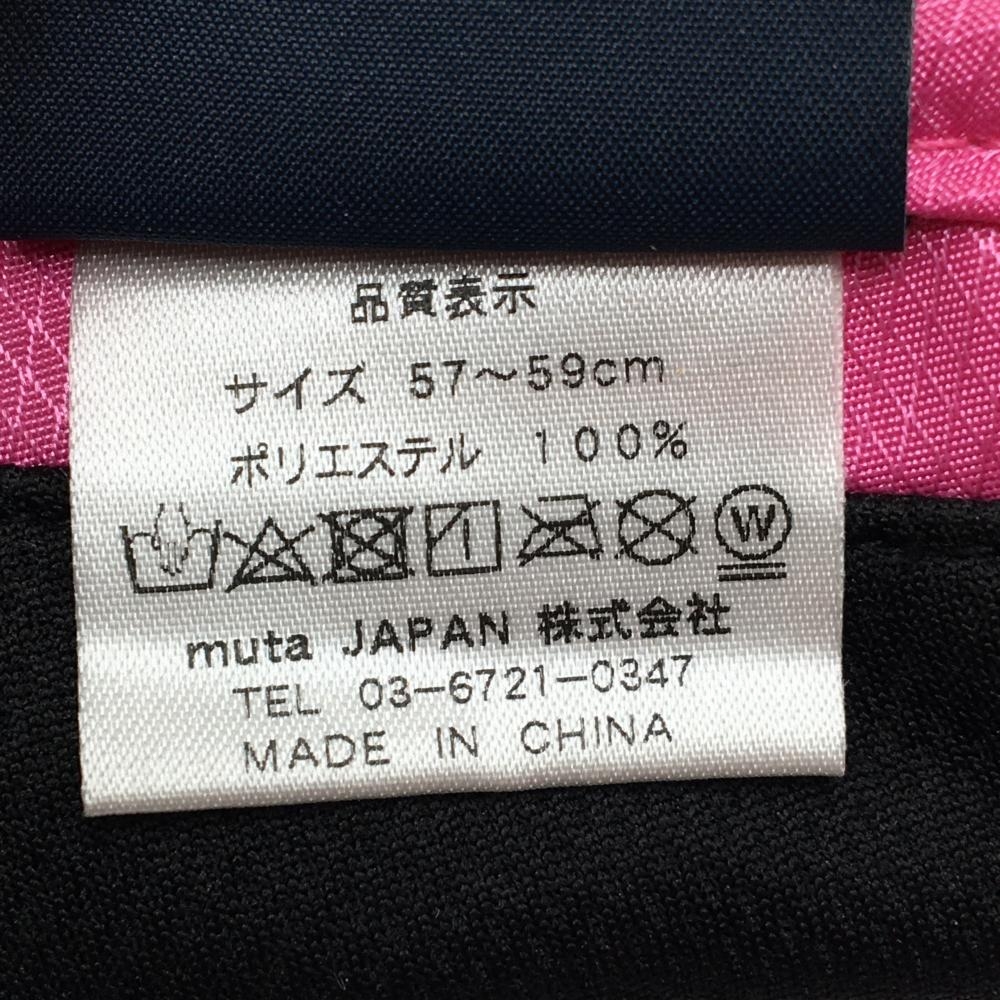 品質表示
サイズ 57～59cm
ポリエステル 100%
W
muta JAPAN 株式会社
TEL 03-6721-0347
MADE IN CHINA